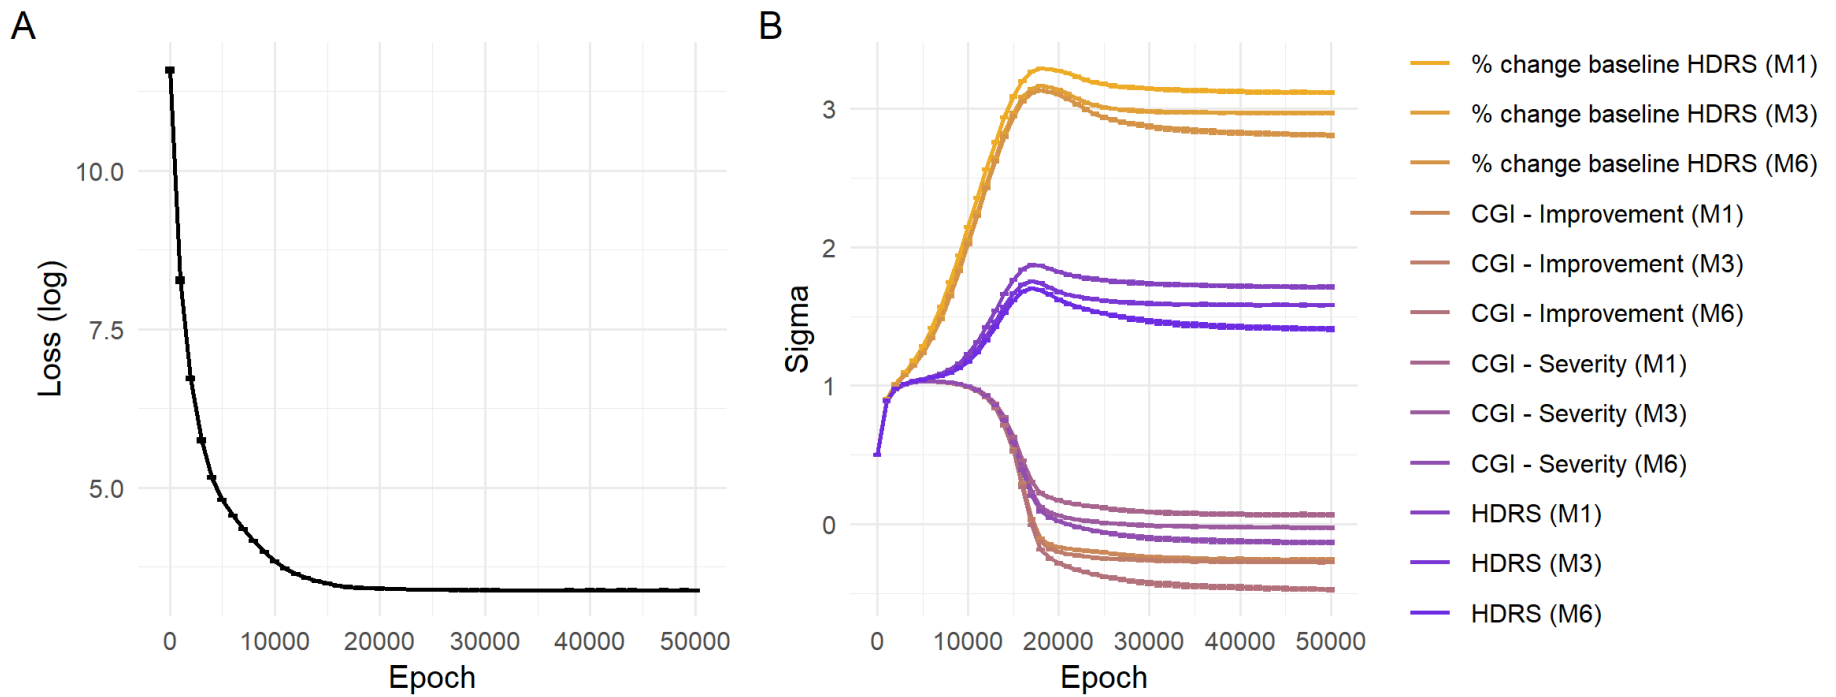 A
Loss (log)
10.0
7.5
5.0
0 10000 20000 30000 40000 50000
Epoch
B
Sigma
3
2
1
0
0 10000 20000 30000 40000 50000
Epoch
% change baseline HDRS (M1)
% change baseline HDRS (M3)
% change baseline HDRS (M6)
CGI - Improvement (M1)
CGI - Improvement (M3)
CGI - Improvement (M6)
CGI - Severity (M1)
CGI - Severity (M3)
CGI - Severity (M6)
HDRS (M1)
HDRS (M3)
HDRS (M6)